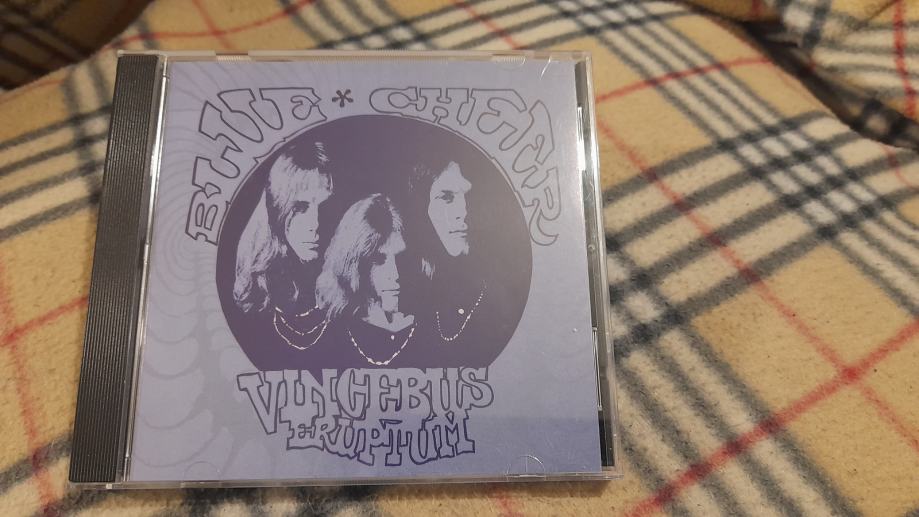 BLUE * CHEER
VINCEBUS
ERUPTUM